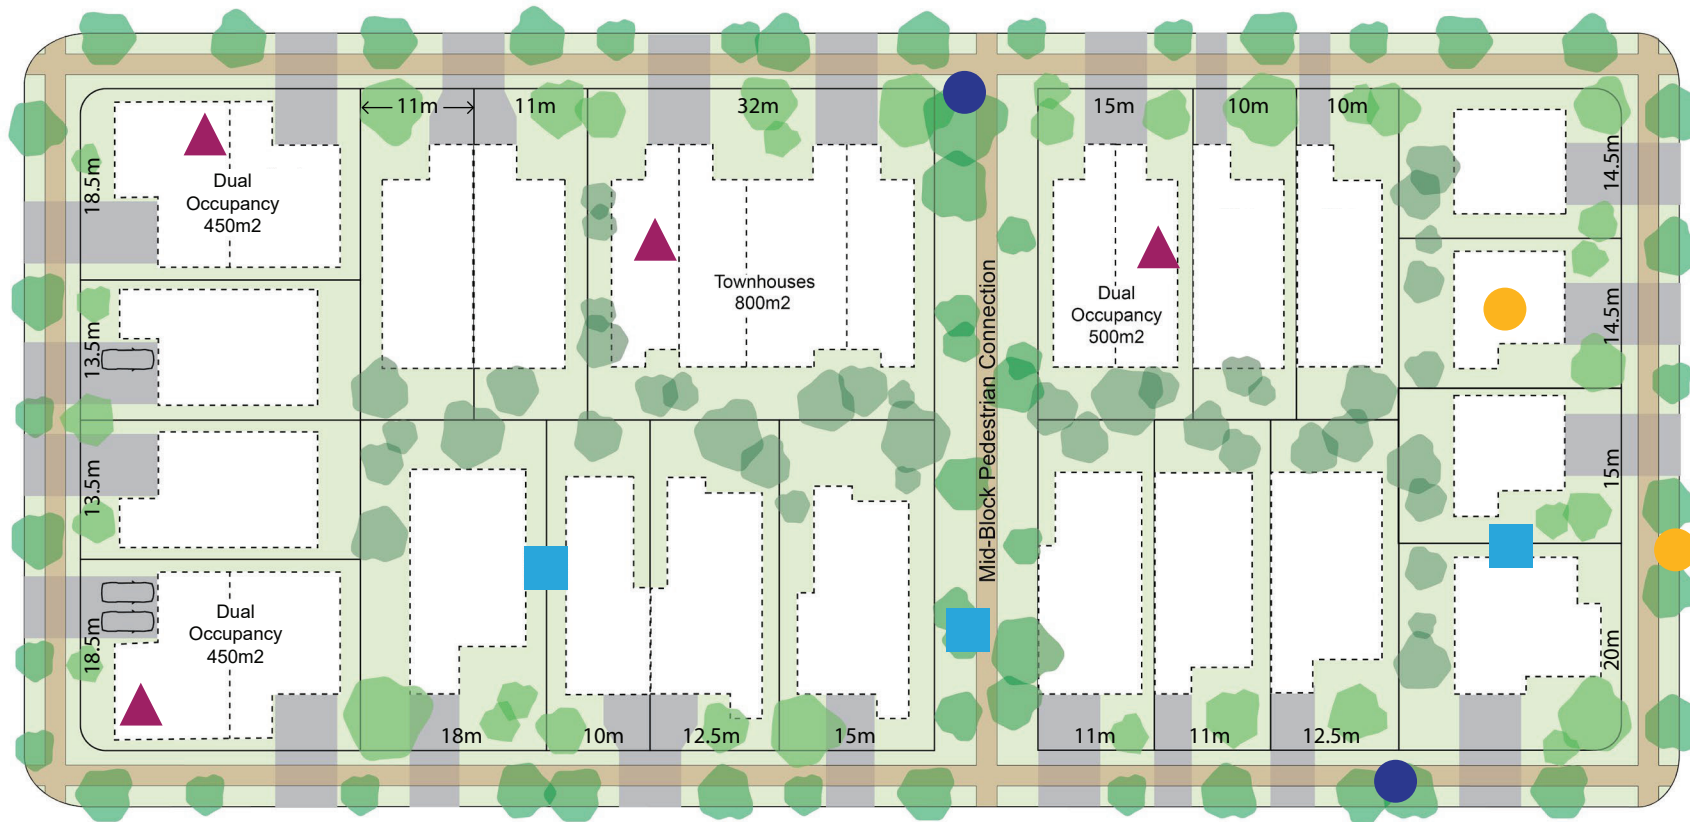 11m
11m
32m
15m
10m
10m
18.5m
Dual
Occupancy
450m2
Townhouses
800m2
Dual
Occupancy
500m2
14.5m
14.5m
13.5m
13.5m
Mid-Block Pedestrian Connection
15m
18.5m
Dual
Occupancy
450m2
20m
18m
10m
12.5m
15m
11m
11m
12.5m